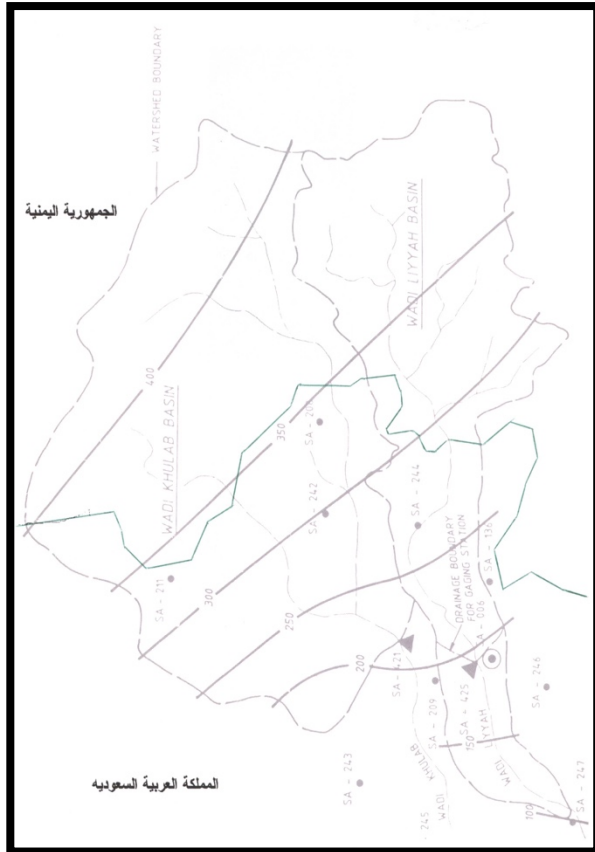 WATERSHED BOUNDARY
الجمهورية اليمنية
WADI LIYYAH BASIN
400
WADI KHULAB BASIN
350
SA - 242
SA - 244
SA - 211
300
SA - 136
DRAINAGE BOUNDARY
FOR GAGING STATION
250
SA - 006
200
SA - 421
SA - 209
SA - 425
SA - 246
150
LIYYAH
WADI
KHULAB
WADI
SA - 243
المملكة العربية السعوديه
245
100
SA - 247